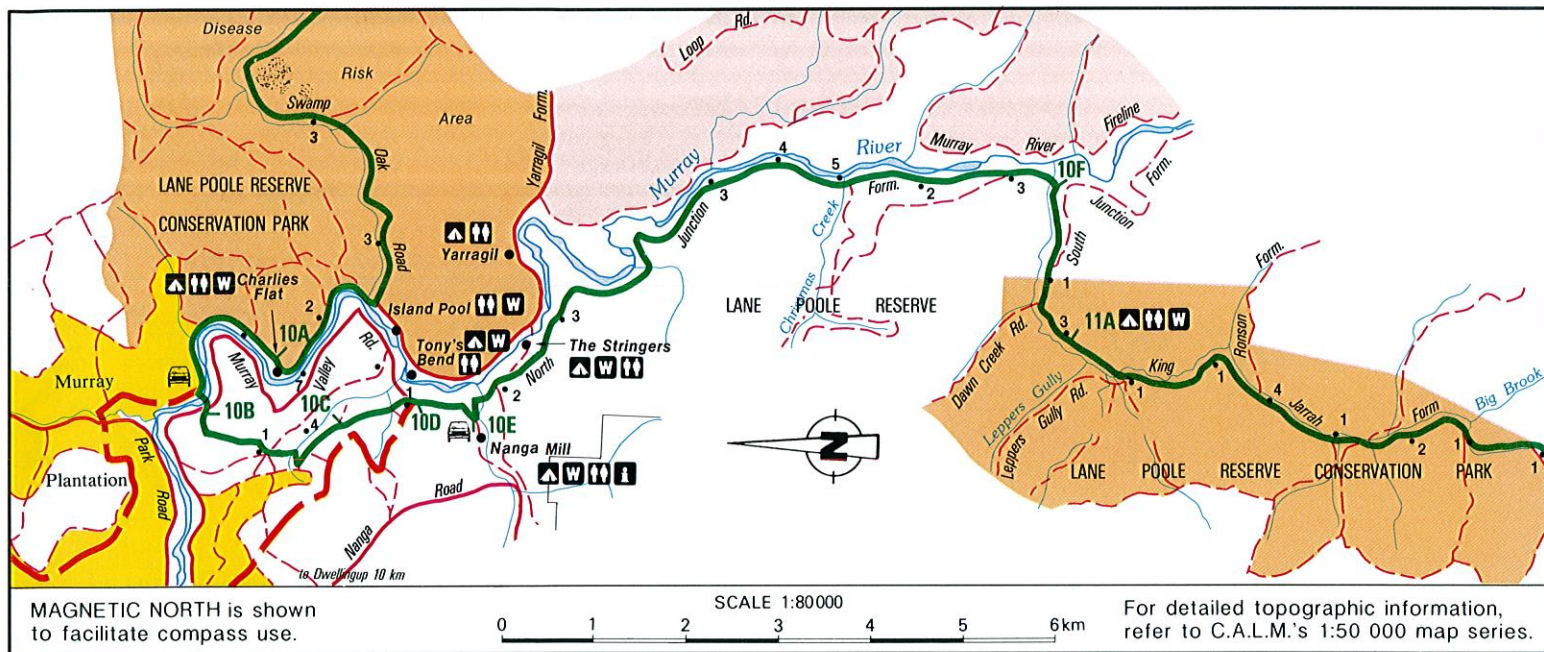 Disease
Risk
Area
Swamp
Oak
Road
3
3
LANE POOLE RESERVE
CONSERVATION PARK
Yarragil Form.
Yarragil
W
Charlies
Flat
2
10A
7
Island Pool
W
Tony's
Bend
W
The Stringers
W
Murray
Valley
Rd.
Murray
10B
10C
10D
10E
1
4
1
2
3
North
Junction
Form.
Nanga Mill
W
i
Plantation
Park
Road
Nanga
Road
to Dwellingup 10 km
Loop Rd.
Murray
River
3
4
5
2
3
Murray
River
Fireline
Form.
Junction
10F
South
1
Christmas
Creek
LANE POOLE RESERVE
N
Dawn Creek Rd.
3
11A
W
King
Jarrah
Form
Ronson
Form.
Leppers Gully
Leppers Gully Rd.
1
1
4
1
2
1
Big Brook
LANE POOLE RESERVE CONSERVATION PARK
MAGNETIC NORTH is shown
to facilitate compass use.
SCALE 1:80000
0 1 2 3 4 5 6 km
For detailed topographic information,
refer to C.A.L.M.'s 1:50 000 map series.